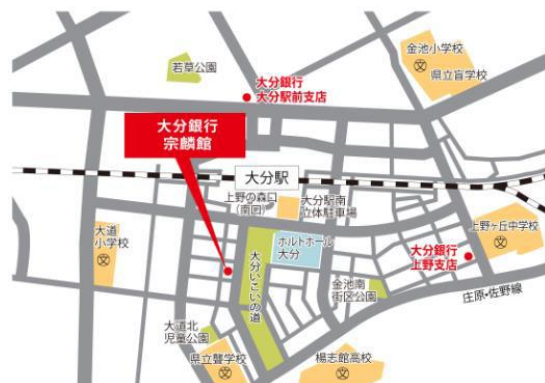 金池小学校
県立盲学校
若草公園
大分銀行
大分駅前支店
大分銀行
宗麟館
大分駅
上野の森口
(南口)
大分駅南
立体駐車場
大道
小学校
ホルトホール
大分
大分いこいの道
上野ヶ丘中学校
大分銀行
上野支店
金池南
街区公園
庄原・佐野線
大道北
児童公園
県立聾学校
楊志館高校